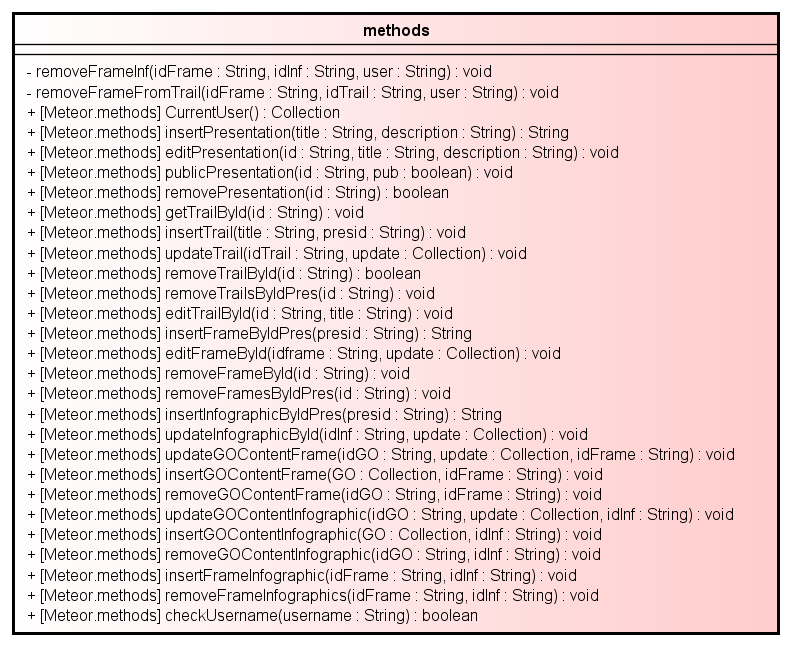 methods
- removeFrameInf(idFrame : String, idInf : String, user : String) : void
- removeFrameFromTrail(idFrame : String, idTrail : String, user : String) : void
+ [Meteor.methods] CurrentUser() : Collection
+ [Meteor.methods] insertPresentation(title : String, description : String) : String
+ [Meteor.methods] editPresentation(id : String, title : String, description : String) : void
+ [Meteor.methods] publicPresentation(id : String, pub : boolean) : void
+ [Meteor.methods] removePresentation(id : String) : boolean
+ [Meteor.methods] getTrailById(id : String) : void
+ [Meteor.methods] insertTrail(title : String, presid : String) : void
+ [Meteor.methods] updateTrail(idTrail : String, update : Collection) : void
+ [Meteor.methods] removeTrailById(id : String) : boolean
+ [Meteor.methods] removeTrailsByIdPres(id : String) : void
+ [Meteor.methods] editTrailById(id : String, title : String) : void
+ [Meteor.methods] insertFrameByIdPres(presid : String) : String
+ [Meteor.methods] editFrameById(idframe : String, update : Collection) : void
+ [Meteor.methods] removeFrameById(id : String) : void
+ [Meteor.methods] removeFramesByIdPres(id : String) : void
+ [Meteor.methods] insertInfographicByIdPres(presid : String) : String
+ [Meteor.methods] updateInfographicById(idInf : String, update : Collection) : void
+ [Meteor.methods] updateGOContentFrame(idGO : String, update : Collection, idFrame : String) : void
+ [Meteor.methods] insertGOContentFrame(GO : Collection, idFrame : String) : void
+ [Meteor.methods] removeGOContentFrame(idGO : String, idFrame : String) : void
+ [Meteor.methods] updateGOContentInfographic(idGO : String, update : Collection, idInf : String) : void
+ [Meteor.methods] insertGOContentInfographic(GO : Collection, idInf : String) : void
+ [Meteor.methods] removeGOContentInfographic(idGO : String, idInf : String) : void
+ [Meteor.methods] insertFrameInfographic(idFrame : String, idInf : String) : void
+ [Meteor.methods] removeFrameInfographics(idFrame : String, idInf : String) : void
+ [Meteor.methods] checkUsername(username : String) : boolean